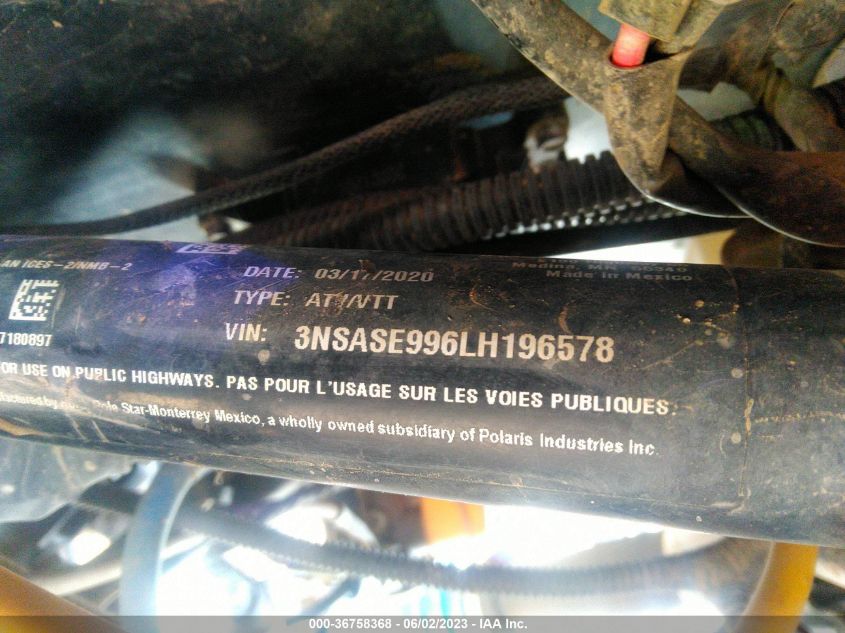 AN ICES-2/NMB-2
DATE: 03/17/2020
Medina, MN 55340
Made in Mexico
TYPE: ATV/VTT
7180897
VIN: 3NSASE996LH196578
FOR USE ON PUBLIC HIGHWAYS. PAS POUR L'USAGE SUR LES VOIES PUBLIQUES.
Star-Monterrey Mexico, a wholly owned subsidiary of Polaris Industries Inc.
000-36758368 - 06/02/2023 - IAA Inc.